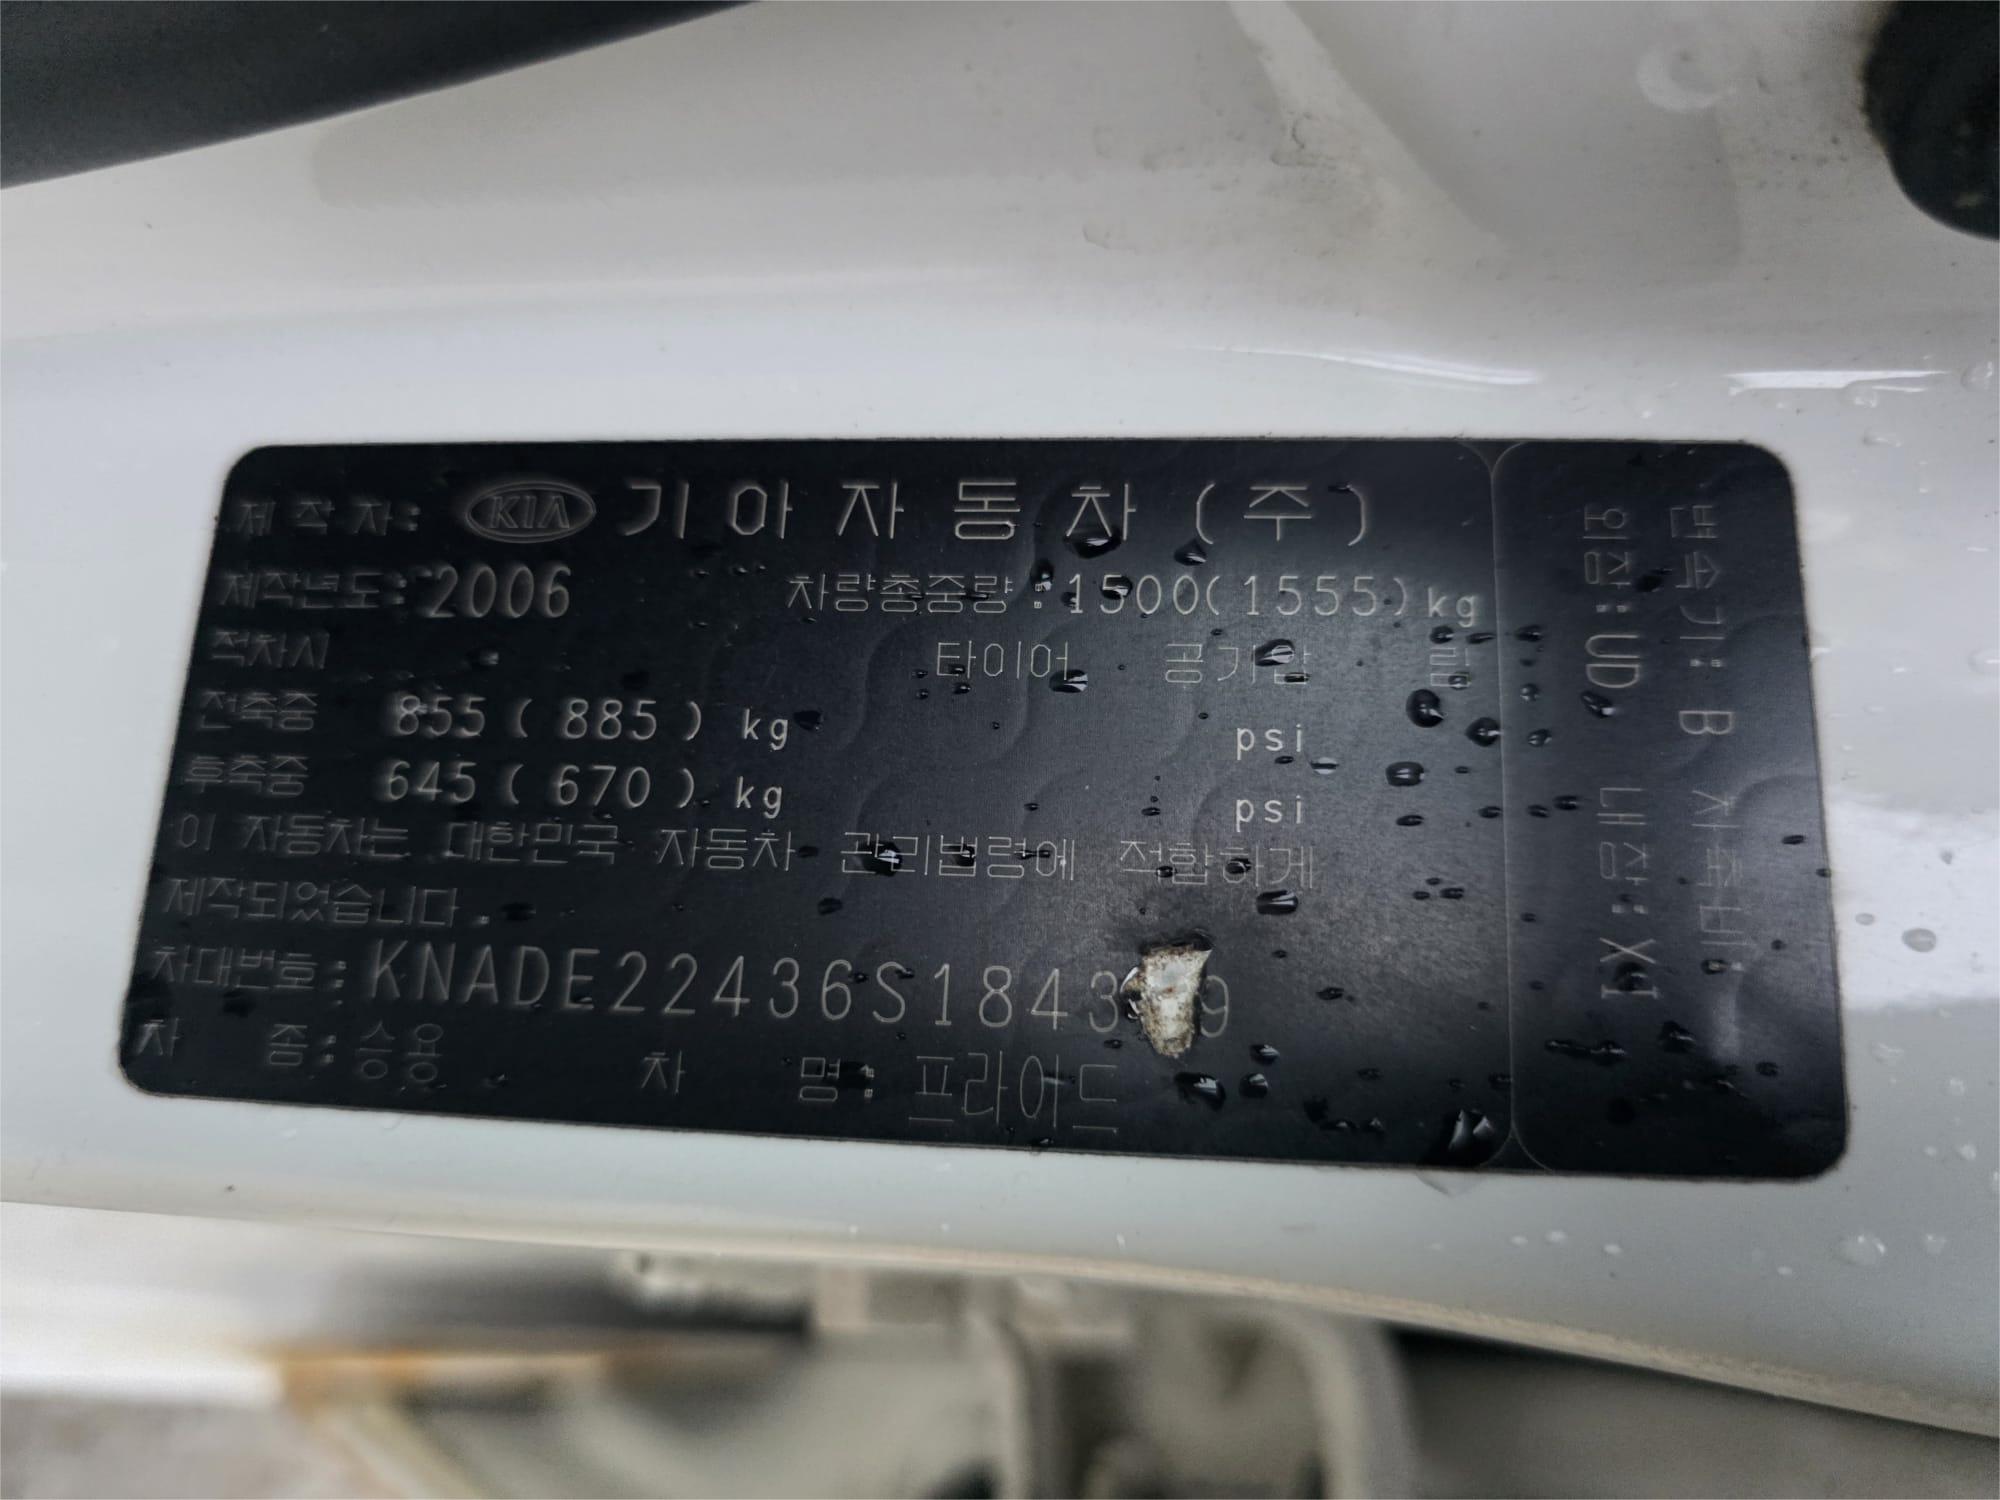 제 작 자: KIA 기 아 자 동 차 (주)
제작년도: 2006 차량총중량: 1500(1555) kg
적차시 타이어 공기압
전축중 855 ( 885 ) kg psi
후축중 645 ( 670 ) kg psi
이 자동차는 대한민국 자동차 관리법령에 적합하게
제작되었습니다.
차대번호:
차 종: 승용 차 명: 프라이드
변속기: B 차축비:
외장: UD 내장: XI